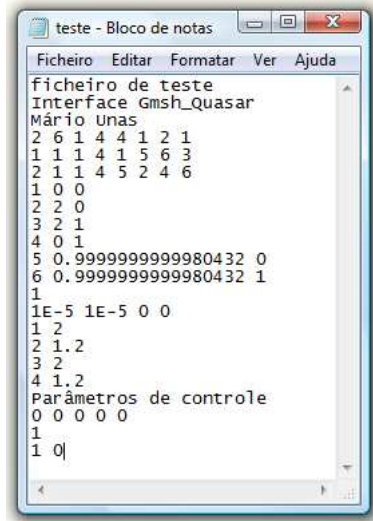 teste - Bloco de notas
Ficheiro Editar Formatar Ver Ajuda
ficheiro de teste
Interface Gmsh_Quasar
Mário Unas
2 6 1 4 4 1 2 1
1 1 1 4 1 5 6 3
2 1 1 4 5 2 4 6
1 0 0
2 2 0
3 2 1
4 0 1
5 0.9999999999980432 0
6 0.9999999999980432 1
1
1E-5 1E-5 0 0
1 2
2 1.2
3 2
4 1.2
Parâmetros de controle
0 0 0 0 0
1
1 0